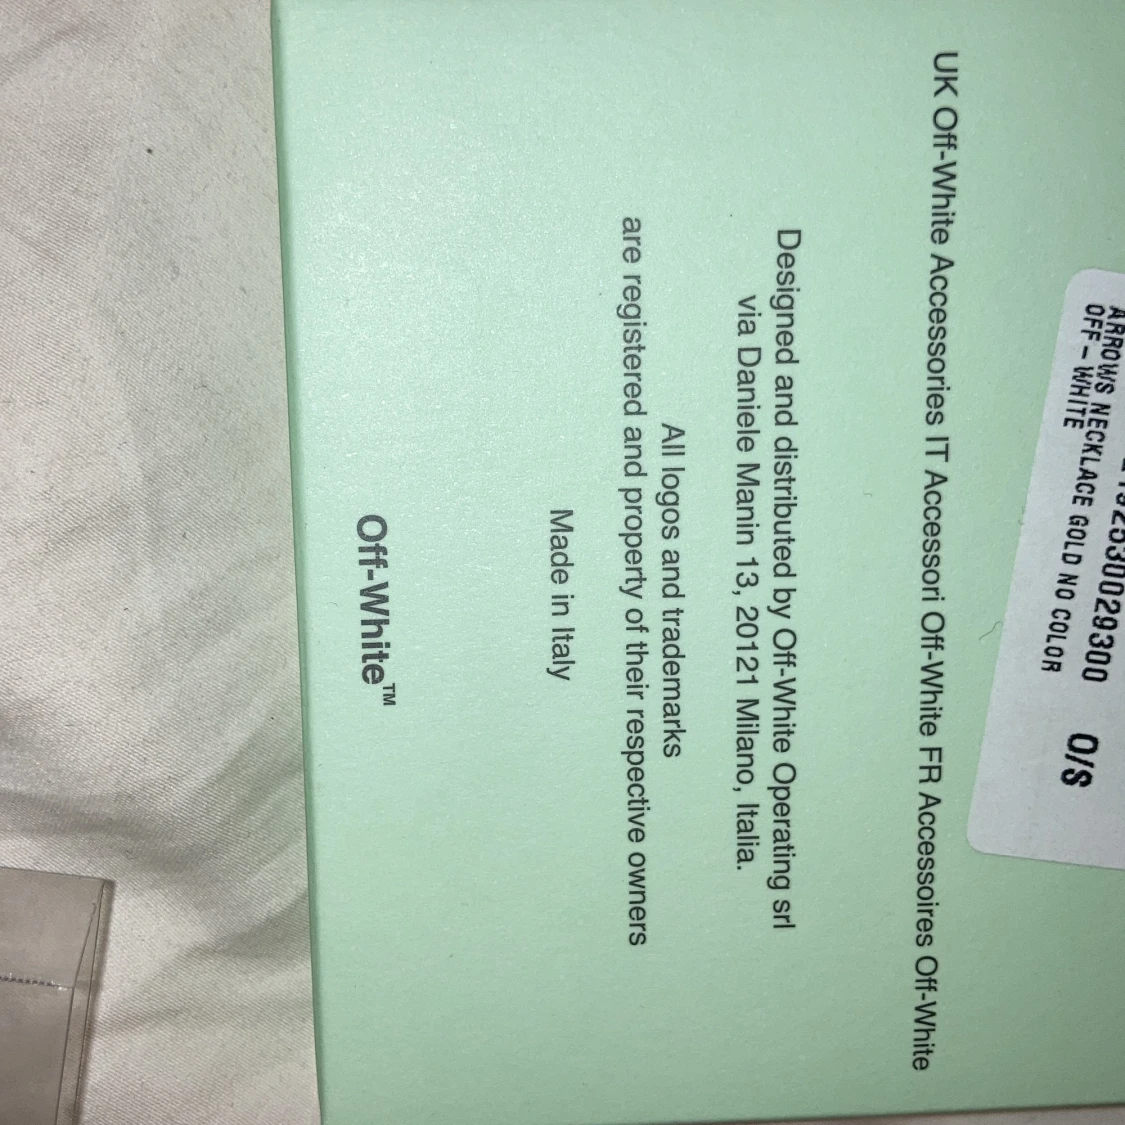 O/S
ARROWS NECKLACE GOLD NO COLOR
OFF-WHITE
UK Off-White Accessories IT Accessori Off-White FR Accessoires Off-White
Designed and distributed by Off-White Operating srl
via Daniele Manin 13, 20121 Milano, Italia.
All logos and trademarks
are registered and property of their respective owners
Made in Italy
Off-White™